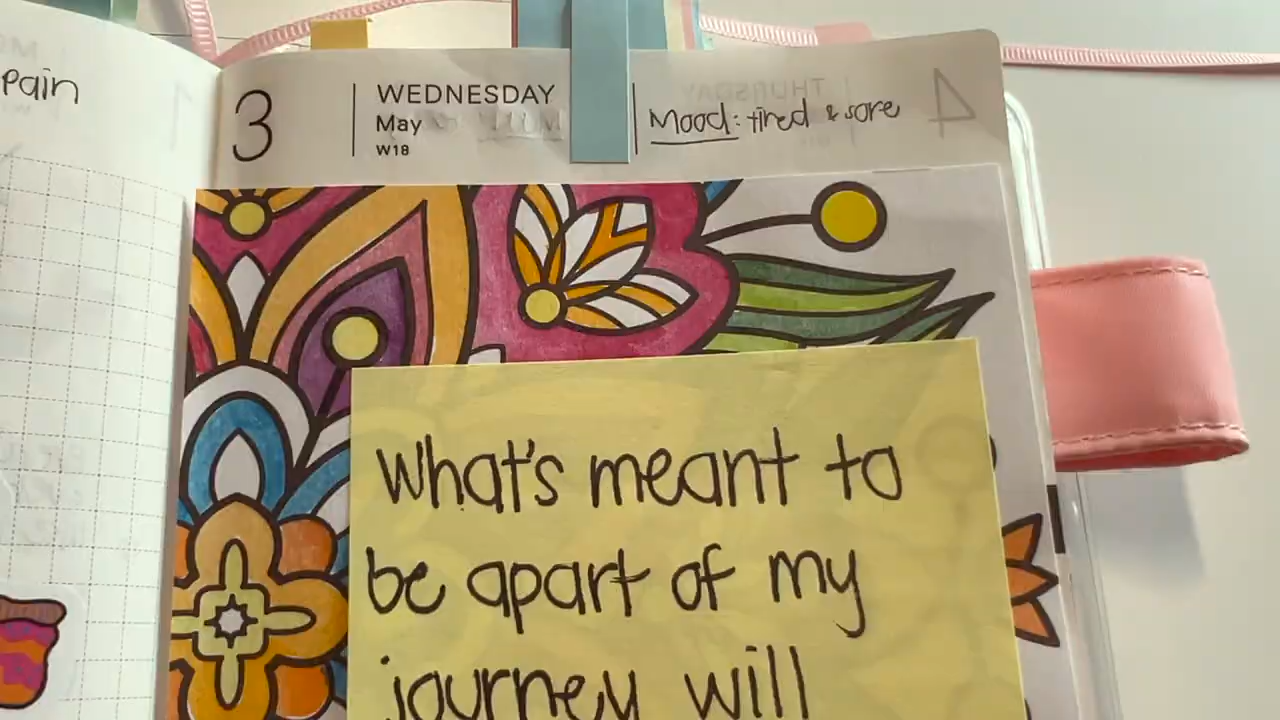 pain
3
WEDNESDAY
May
W18
Mood: tired & sore
What's meant to
be apart of my
journey will